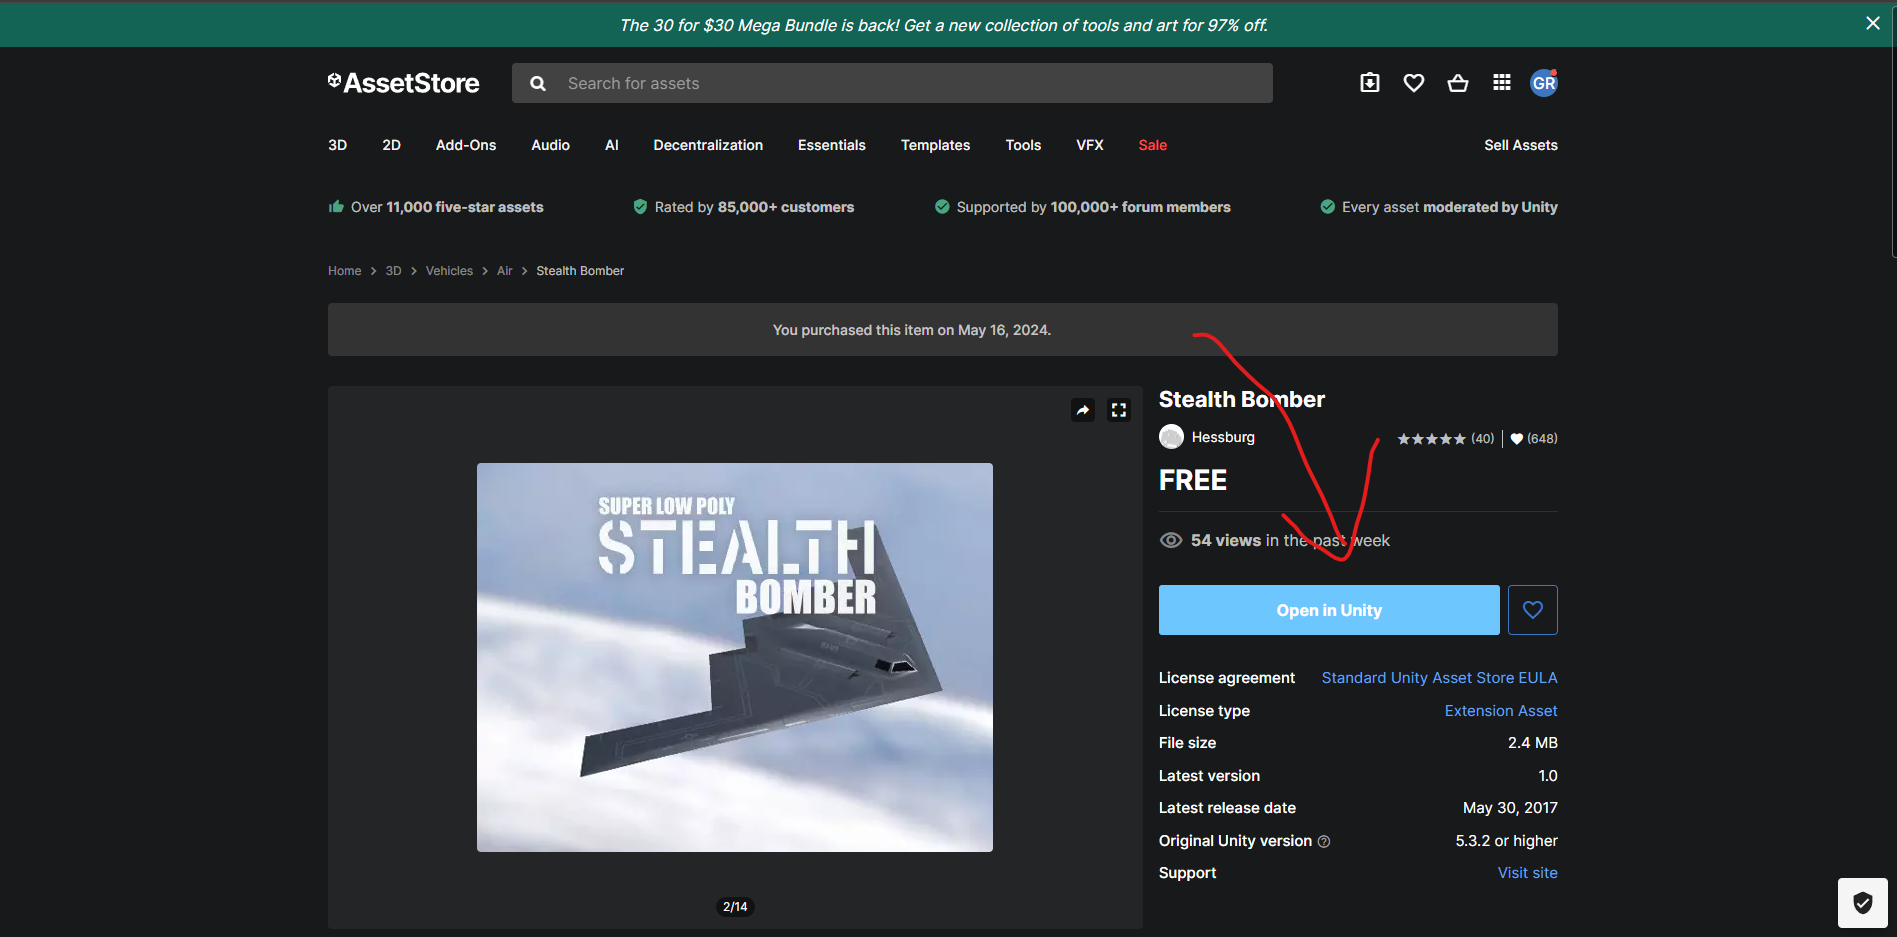 The 30 for $30 Mega Bundle is back! Get a new collection of tools and art for 97% off.
AssetStore
Search for assets
GR
3D 2D Add-Ons Audio AI Decentralization Essentials Templates Tools VFX Sale Sell Assets
Over 11,000 five-star assets Rated by 85,000+ customers Supported by 100,000+ forum members Every asset moderated by Unity
Home > 3D > Vehicles > Air > Stealth Bomber
You purchased this item on May 16, 2024.
SUPER LOW POLY
STEALTH
BOMBER
2/14
Stealth Bomber
Hessburg (40) | (648)
FREE
54 views in the past week
Open in Unity
License agreement Standard Unity Asset Store EULA
License type Extension Asset
File size 2.4 MB
Latest version 1.0
Latest release date May 30, 2017
Original Unity version 5.3.2 or higher
Support Visit site